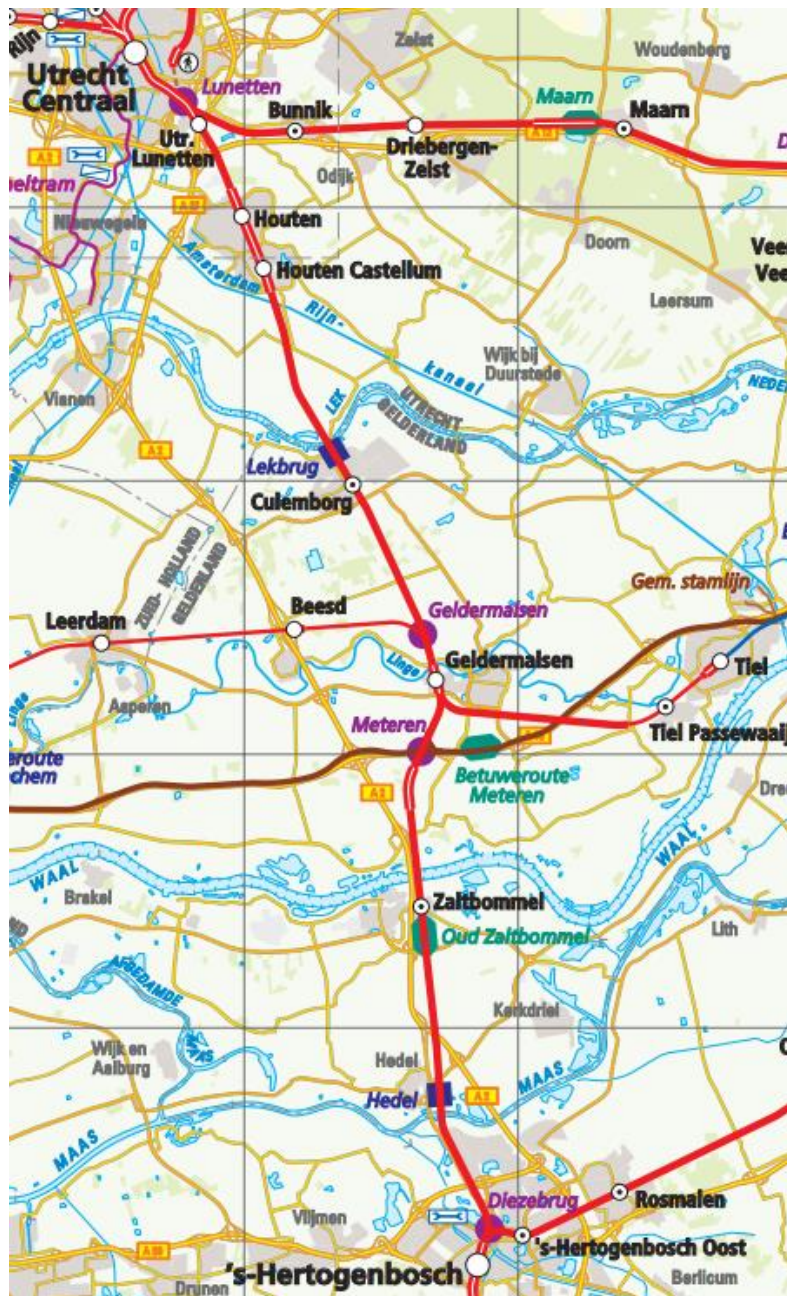 Rijn
Zeist
Woudenberg
Utrecht
Centraal
Lunetten
Bunnik
Maarn
Maarn
Utr.
Lunetten
Driebergen-
Zeist
A12
A2
A27
Odijk
Nieuwegein
Houten
Doorn
Houten Castellum
Leersum
Amsterdam
Rijn-
kanaal
Wijk bij
Duurstede
Vianen
LEK
UTRECHT
GELDERLAND
A2
Lekbrug
Culemborg
ZUID- HOLLAND
GELDERLAND
Gem. stamlijn
Leerdam
Beesd
Geldermalsen
Linge
Geldermalsen
Tiel
Linge
Asperen
Tiel Passewaaij
Meteren
Betuweroute
Meteren
A2
WAAL
WAAL
Brakel
Zaltbommel
Oud Zaltbommel
Lith
AFGEDAMDE
MAAS
Kerkdriel
Wijk en
Aalburg
Hedel
Hedel
A2
MAAS
MAAS
Diezebrug
Rosmalen
Vlijmen
's-Hertogenbosch Oost
A59
's-Hertogenbosch
Drunen
Berlicum